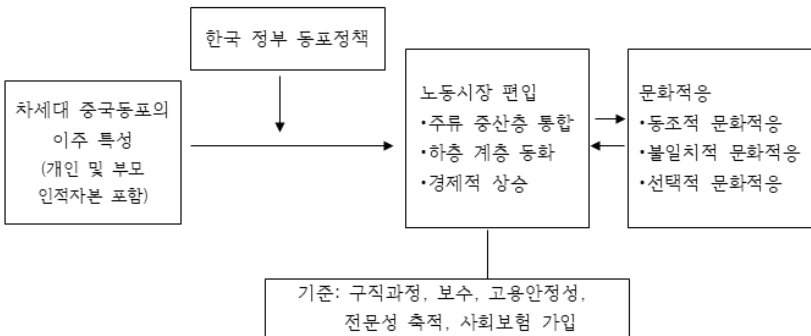 한국 정부 동포정책
차세대 중국동포의
이주 특성
(개인 및 부모
인적자본 포함)
노동시장 편입
•주류 중산층 통합
•하층 계층 동화
•경제적 상승
문화적응
•동조적 문화적응
•불일치적 문화적응
•선택적 문화적응
기준: 구직과정, 보수, 고용안정성,
전문성 축적, 사회보험 가입